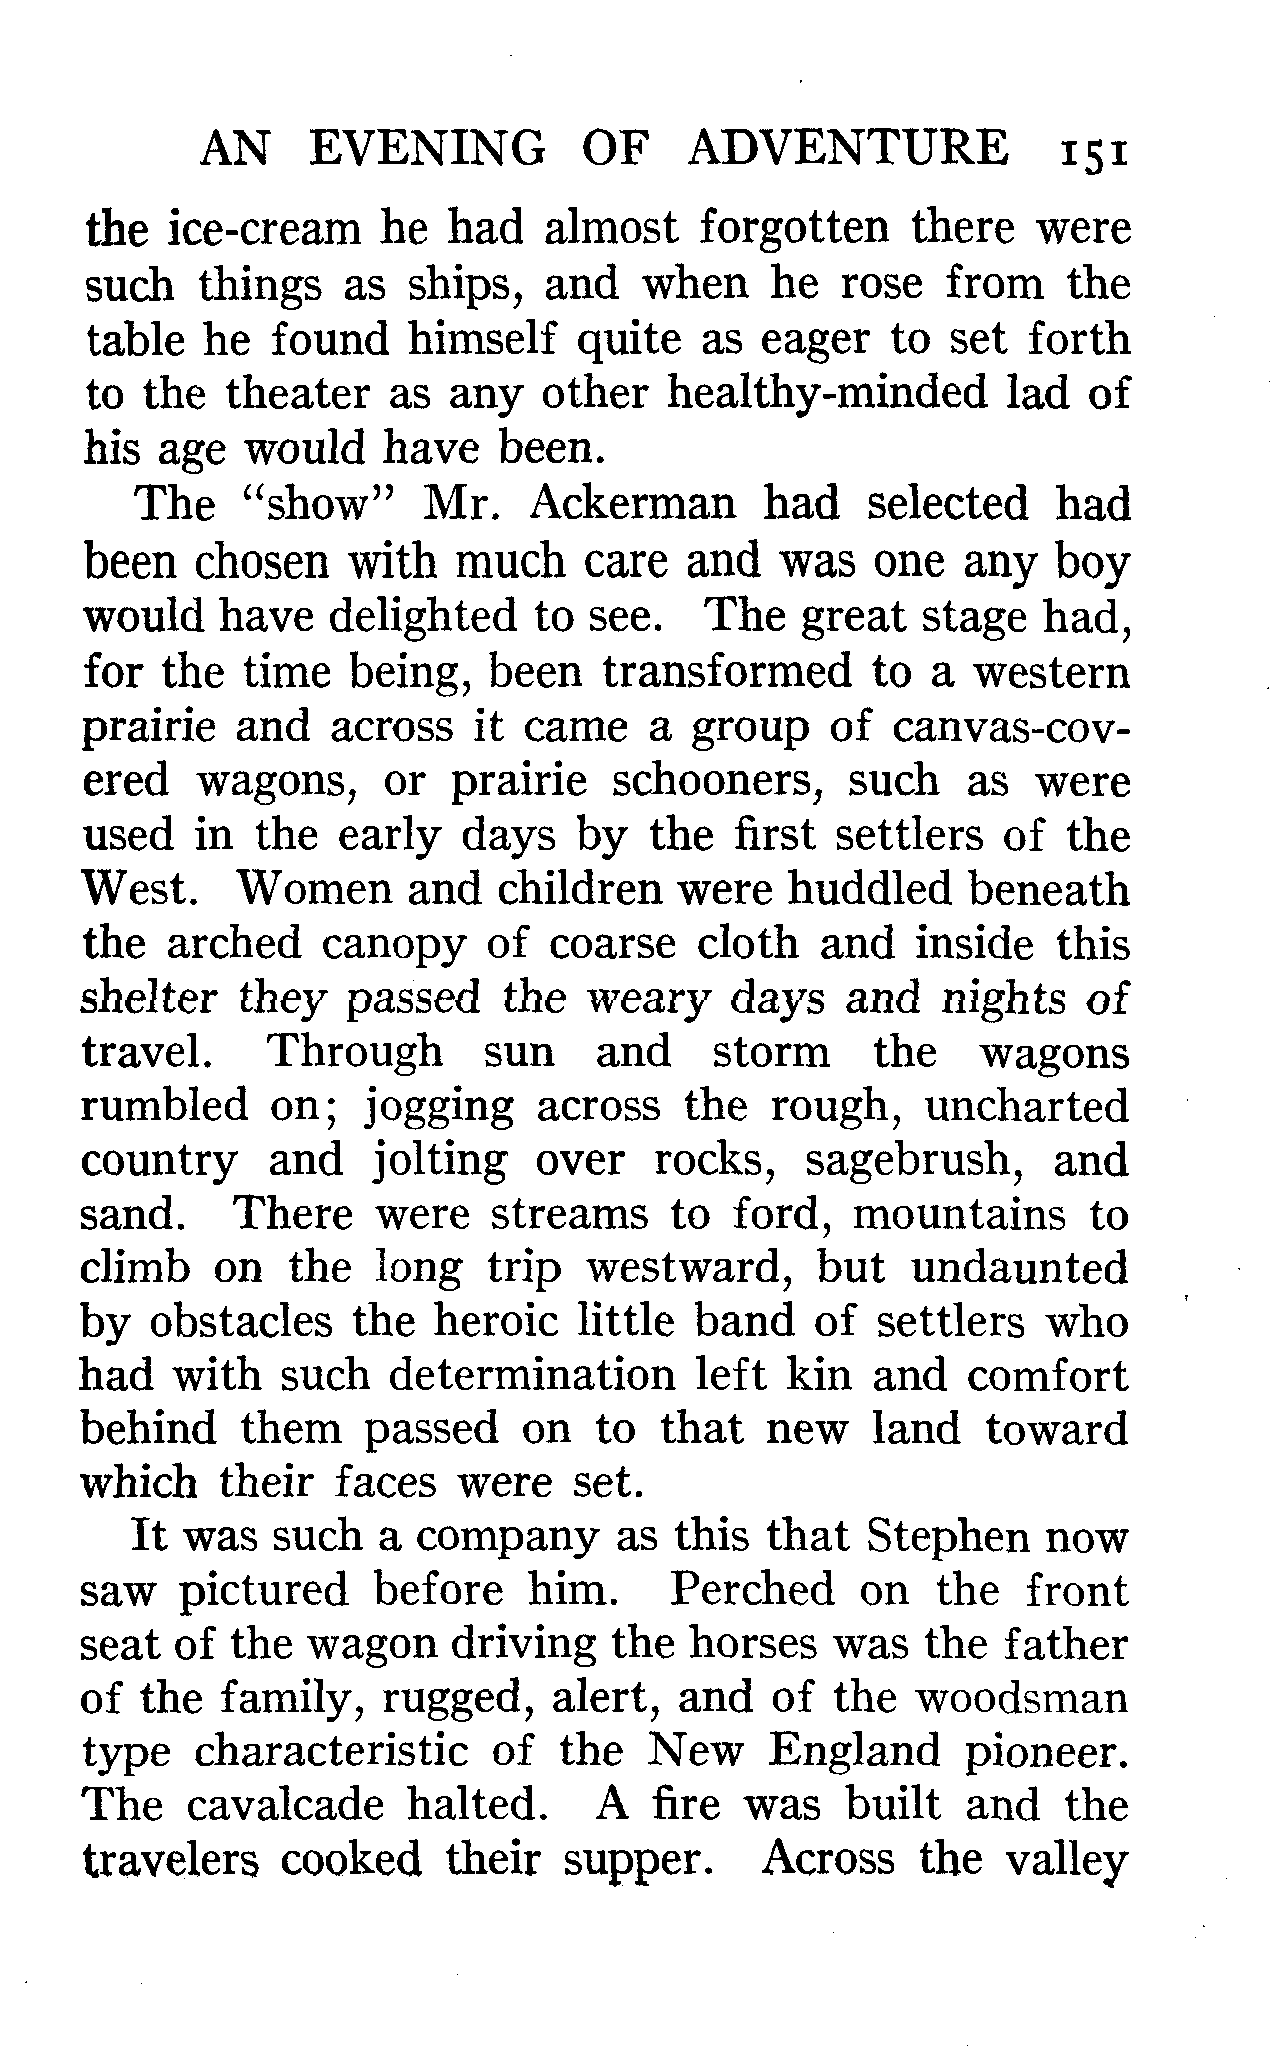 AN EVENING OF ADVENTURE 151
the ice-cream he had almost forgotten there were
such things as ships, and when he rose from the
table he found himself quite as eager to set forth
to the theater as any other healthy-minded lad of
his age would have been.
The "show" Mr. Ackerman had selected had
been chosen with much care and was one any boy
would have delighted to see. The great stage had,
for the time being, been transformed to a western
prairie and across it came a group of canvas-cov-
ered wagons, or prairie schooners, such as were
used in the early days by the first settlers of the
West. Women and children were huddled beneath
the arched canopy of coarse cloth and inside this
shelter they passed the weary days and nights of
travel. Through sun and storm the wagons
rumbled on; jogging across the rough, uncharted
country and jolting over rocks, sagebrush, and
sand. There were streams to ford, mountains to
climb on the long trip westward, but undaunted
by obstacles the heroic little band of settlers who
had with such determination left kin and comfort
behind them passed on to that new land toward
which their faces were set.
It was such a company as this that Stephen now
saw pictured before him. Perched on the front
seat of the wagon driving the horses was the father
of the family, rugged, alert, and of the woodsman
type characteristic of the New England pioneer.
The cavalcade halted. A fire was built and the
travelers cooked their supper. Across the valley